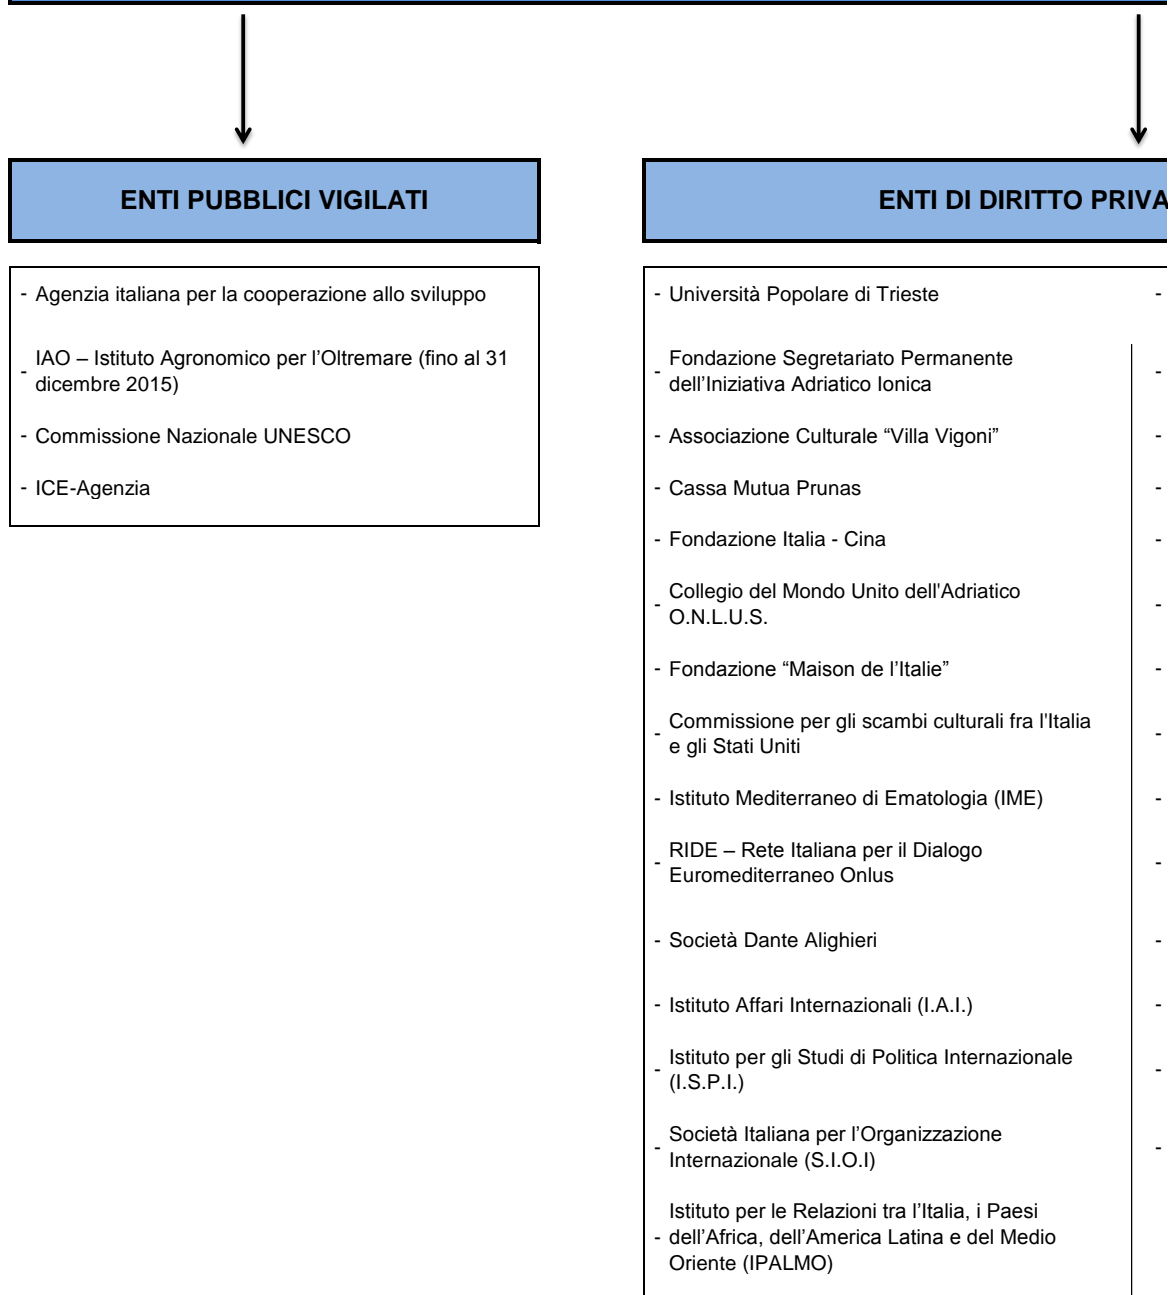 ENTI PUBBLICI VIGILATI
- Agenzia italiana per la cooperazione allo sviluppo
- IAO – Istituto Agronomico per l’Oltremare (fino al 31
dicembre 2015)
- Commissione Nazionale UNESCO
- ICE-Agenzia
ENTI DI DIRITTO PRIVA
- Università Popolare di Trieste
- Fondazione Segretariato Permanente
dell’Iniziativa Adriatico Ionica
- Associazione Culturale “Villa Vigoni”
- Cassa Mutua Prunas
- Fondazione Italia - Cina
- Collegio del Mondo Unito dell'Adriatico
O.N.L.U.S.
- Fondazione “Maison de l’Italie”
- Commissione per gli scambi culturali fra l'Italia
e gli Stati Uniti
- Istituto Mediterraneo di Ematologia (IME)
- RIDE – Rete Italiana per il Dialogo
Euromediterraneo Onlus
- Società Dante Alighieri
- Istituto Affari Internazionali (I.A.I.)
- Istituto per gli Studi di Politica Internazionale
(I.S.P.I.)
- Società Italiana per l’Organizzazione
Internazionale (S.I.O.I)
Istituto per le Relazioni tra l’Italia, i Paesi
- dell’Africa, dell’America Latina e del Medio
Oriente (IPALMO)